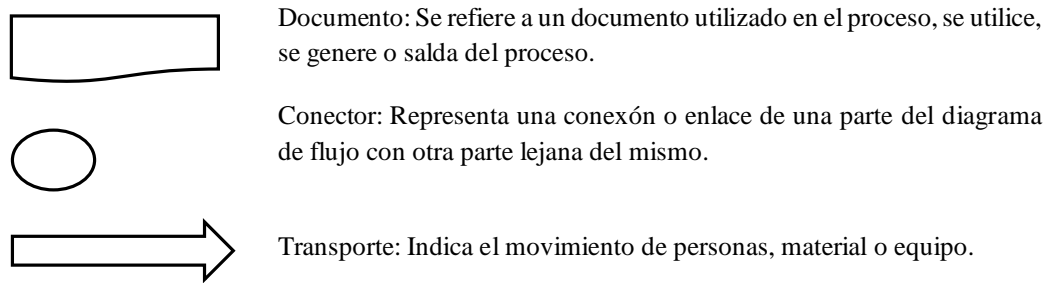 Documento: Se refiere a un documento utilizado en el proceso, se utilice,
se genere o salda del proceso.
Conector: Representa una conexón o enlace de una parte del diagrama
de flujo con otra parte lejana del mismo.
Transporte: Indica el movimiento de personas, material o equipo.